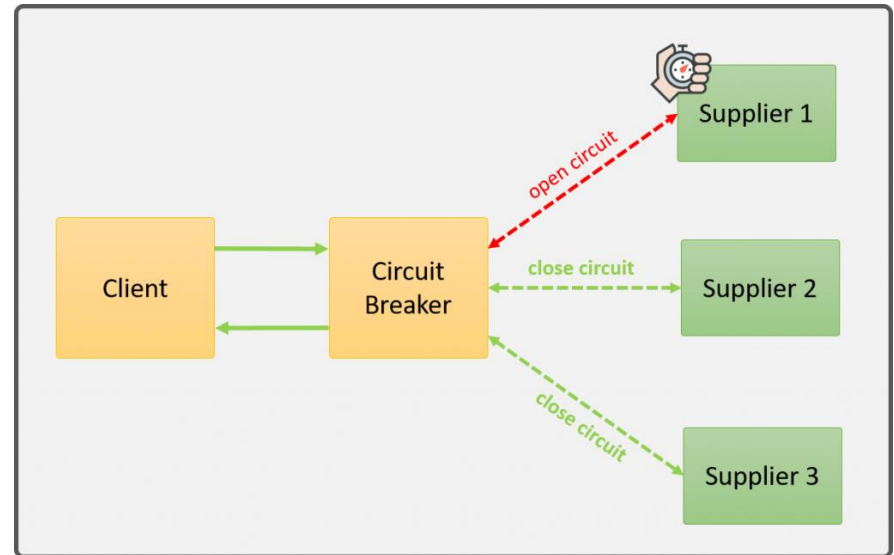 Supplier 1
open circuit
Client
Circuit
Breaker
close circuit
Supplier 2
close circuit
Supplier 3